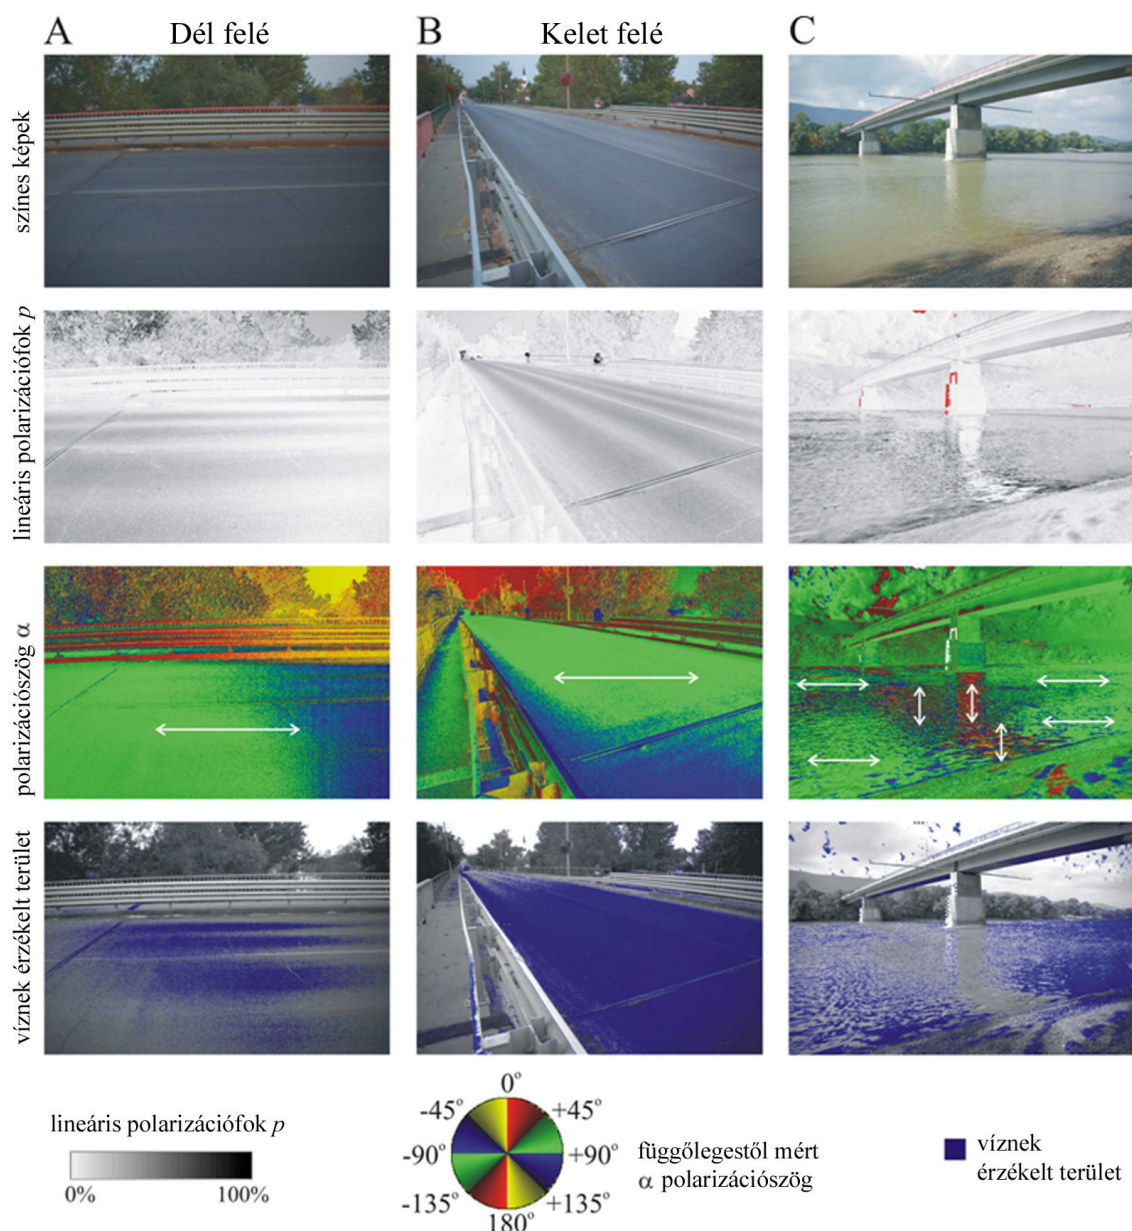 A
Dél felé
B
Kelet felé
C
színes képek
lineáris polarizációfok p
polarizációszög α
víznek érzékelt terület
lineáris polarizációfok p
0%
100%
0°
-45°
+45°
-90°
+90°
-135°
+135°
180°
függőlegestől mért
α polarizációszög
víznek
érzékelt terület